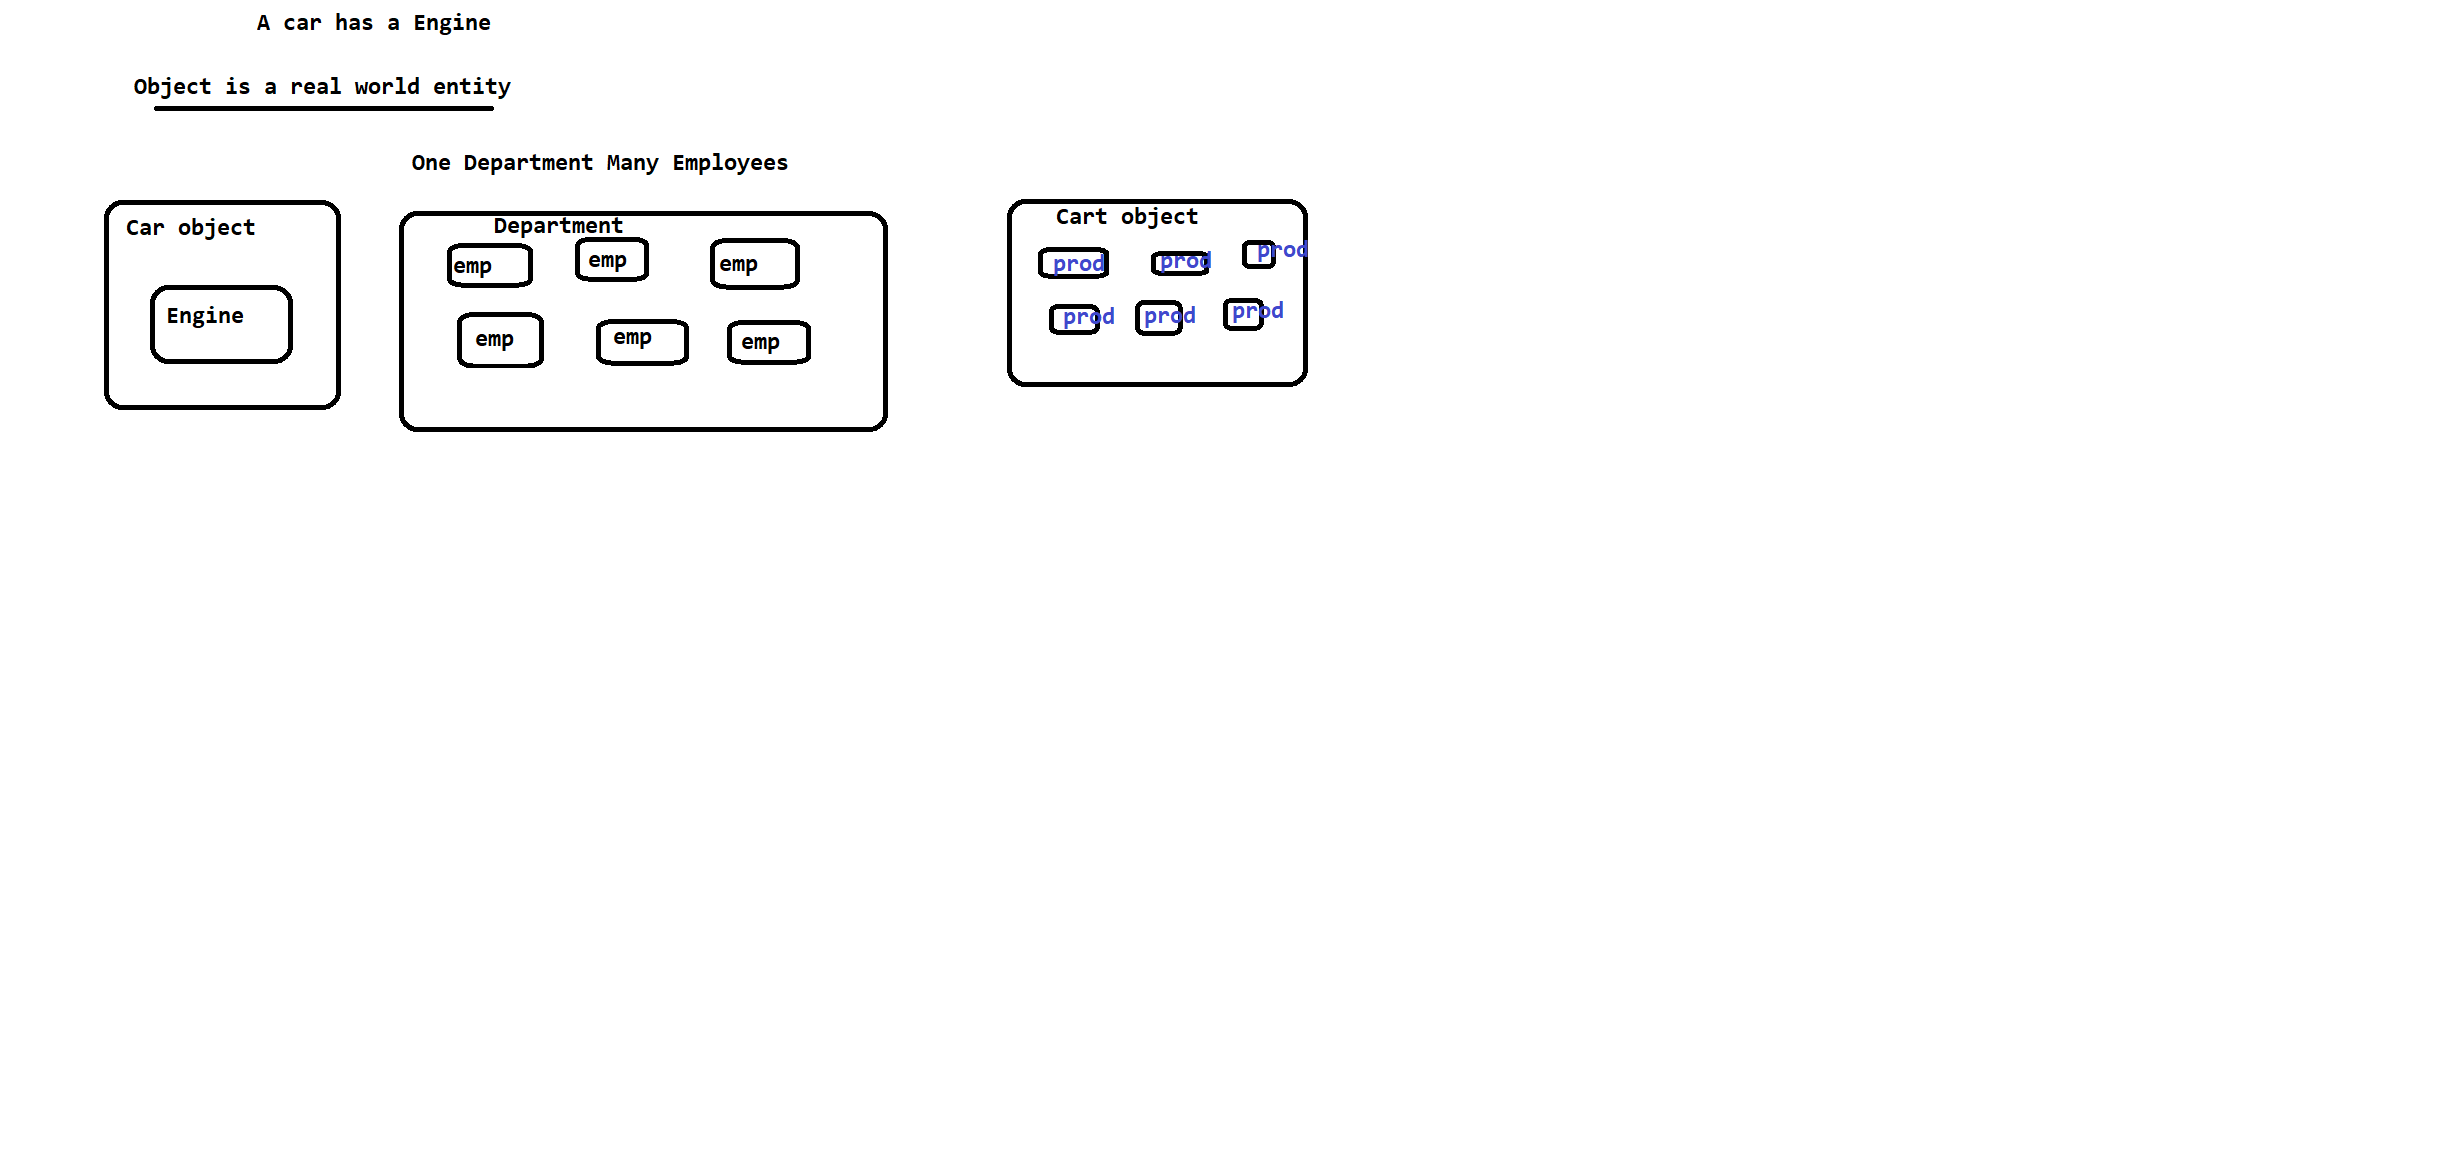 A car has a Engine
Object is a real world entity
One Department Many Employees
Car object
Engine
Department
emp emp emp
emp emp emp
Cart object
prod prod prod
prod prod prod